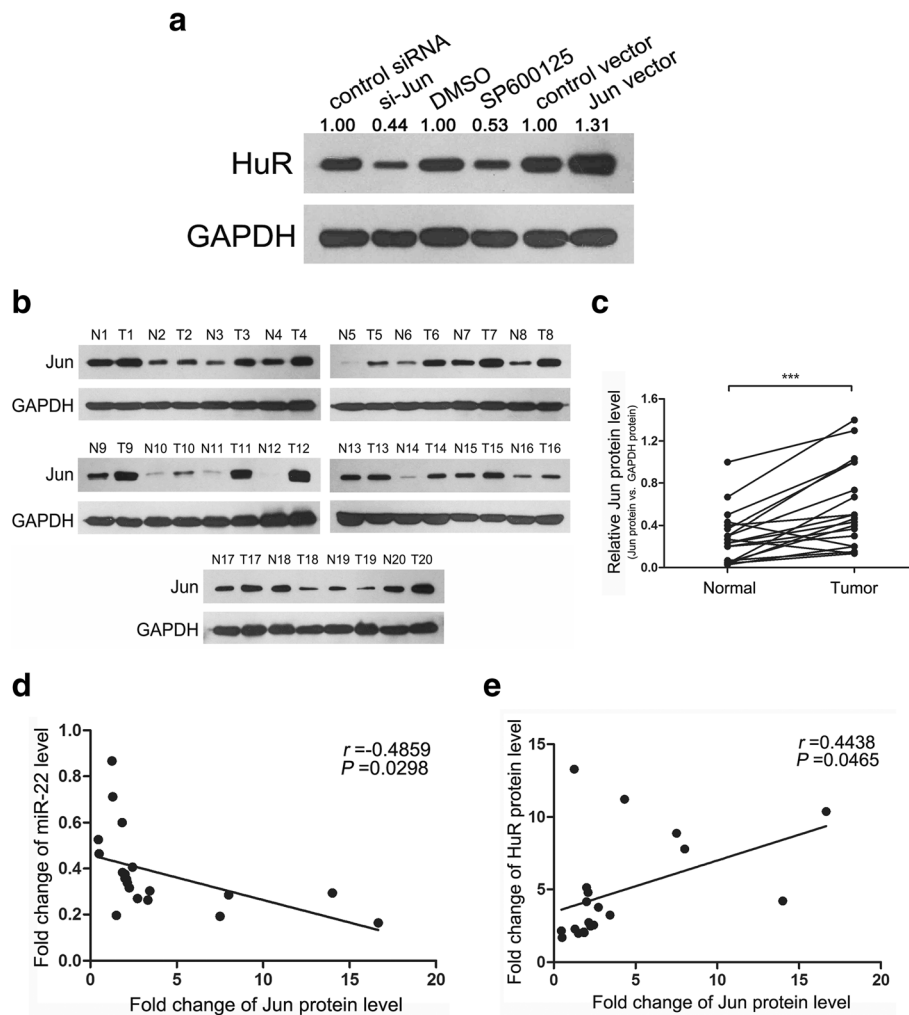 a
control siRNA si-Jun DMSO SP600125 control vector Jun vector
1.00 0.44 1.00 0.53 1.00 1.31
HuR
GAPDH
b
N1 T1 N2 T2 N3 T3 N4 T4
Jun
GAPDH
N5 T5 N6 T6 N7 T7 N8 T8
N9 T9 N10 T10 N11 T11 N12 T12
Jun
GAPDH
N13 T13 N14 T14 N15 T15 N16 T16
N17 T17 N18 T18 N19 T19 N20 T20
Jun
GAPDH
c
***
Relative Jun protein level
(Jun protein vs. GAPDH protein)
1.6
1.2
0.8
0.4
0.0
Normal Tumor
d
r=-0.4859
P=0.0298
Fold change of miR-22 level
1.0
0.8
0.6
0.4
0.2
0.0
0 5 10 15 20
Fold change of Jun protein level
e
r=0.4438
P=0.0465
Fold change of HuR protein level
15
10
5
0
0 5 10 15 20
Fold change of Jun protein level